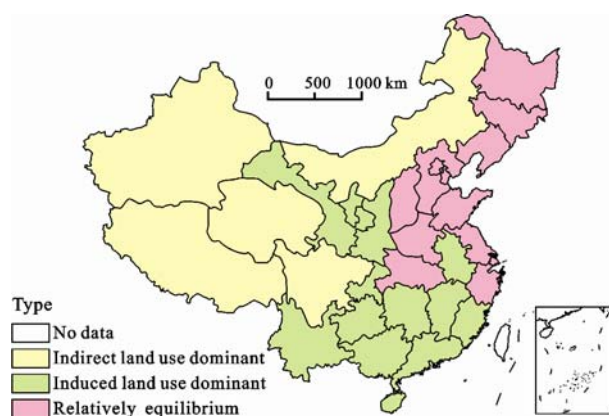 0 500 1000 km
Type
No data
Indirect land use dominant
Induced land use dominant
Relatively equilibrium